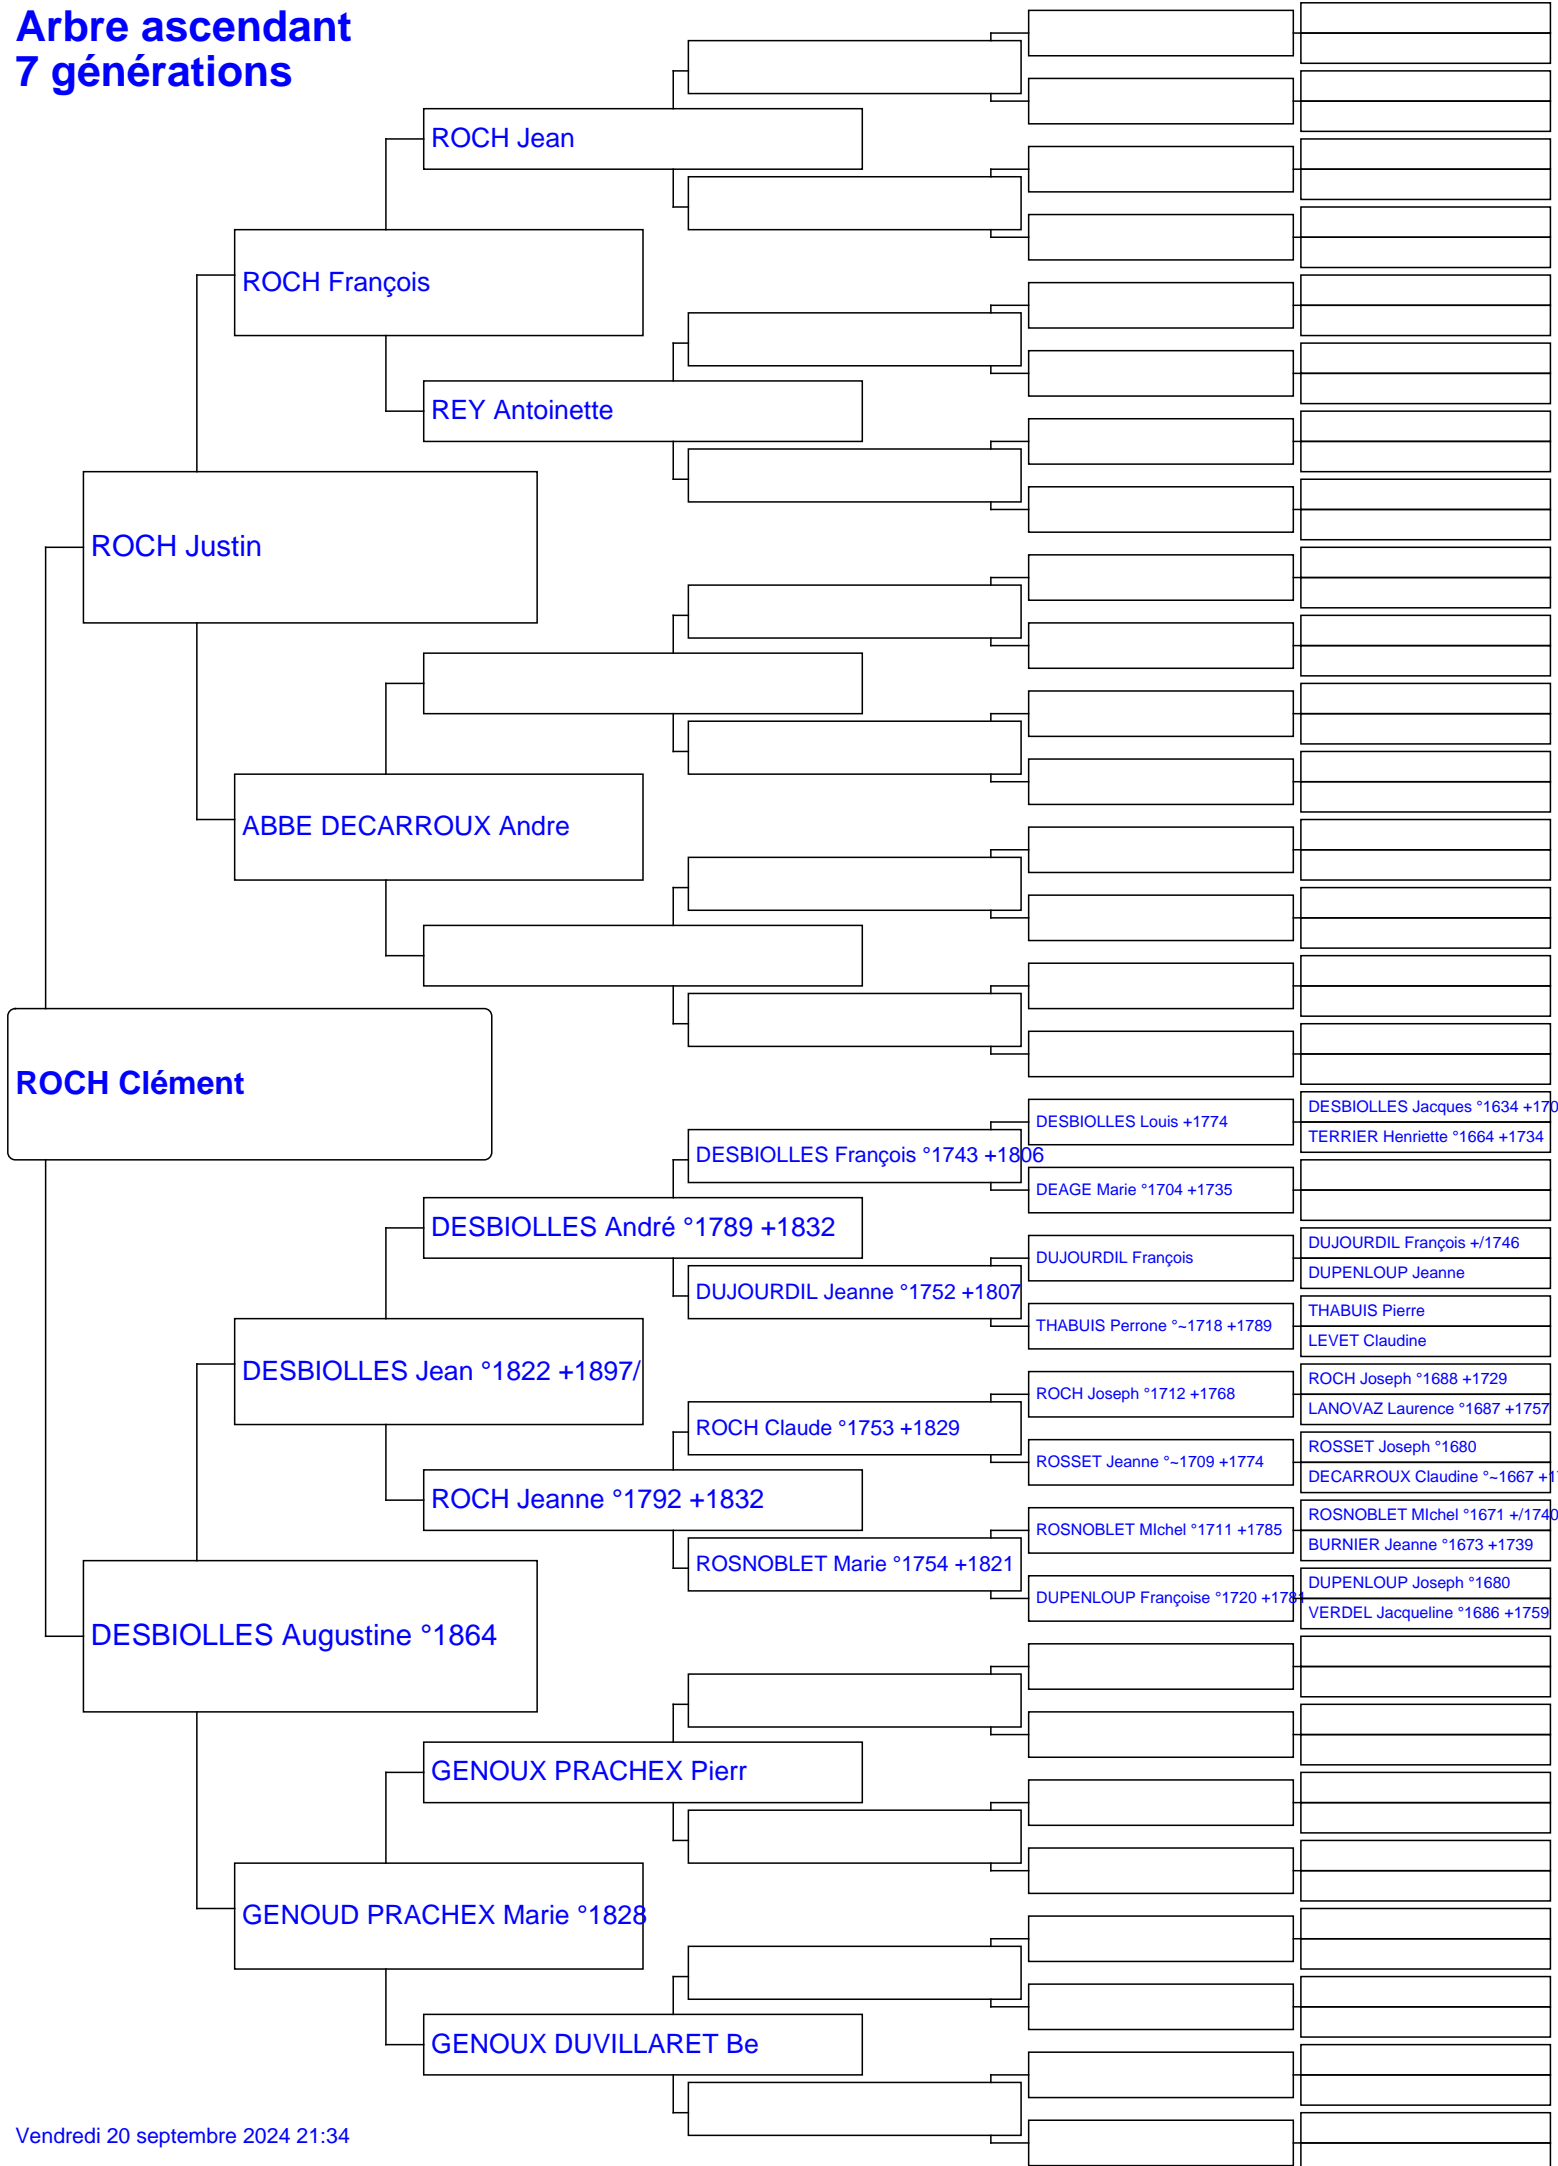 Arbre ascendant
7 générations
ROCH Jean
ROCH François
REY Antoinette
ROCH Justin
ABBE DECARROUX Andre
ROCH Clément
DESBIOLLES Jacques °1634 +170
DESBIOLLES Louis +1774
TERRIER Henriette °1664 +1734
DESBIOLLES François °1743 +1806
DEAGE Marie °1704 +1735
DESBIOLLES André °1789 +1832
DUJOURDIL François +/1746
DUJOURDIL François
DUPENLOUP Jeanne
DUJOURDIL Jeanne °1752 +1807
THABUIS Pierre
THABUIS Perrone °~1718 +1789
LEVET Claudine
DESBIOLLES Jean °1822 +1897/
ROCH Joseph °1688 +1729
ROCH Joseph °1712 +1768
LANOVAZ Laurence °1687 +1757
ROCH Claude °1753 +1829
ROSSET Joseph °1680
ROSSET Jeanne °~1709 +1774
DECARROUX Claudine °~1667 +1
ROCH Jeanne °1792 +1832
ROSNOBLET MIchel °1671 +/1740
ROSNOBLET MIchel °1711 +1785
BURNIER Jeanne °1673 +1739
ROSNOBLET Marie °1754 +1821
DUPENLOUP Joseph °1680
DUPENLOUP Françoise °1720 +1781
VERDEL Jacqueline °1686 +1759
DESBIOLLES Augustine °1864
GENOUX PRACHEX Pierr
GENOUD PRACHEX Marie °1828
GENOUX DUVILLARET Be
Vendredi 20 septembre 2024 21:34